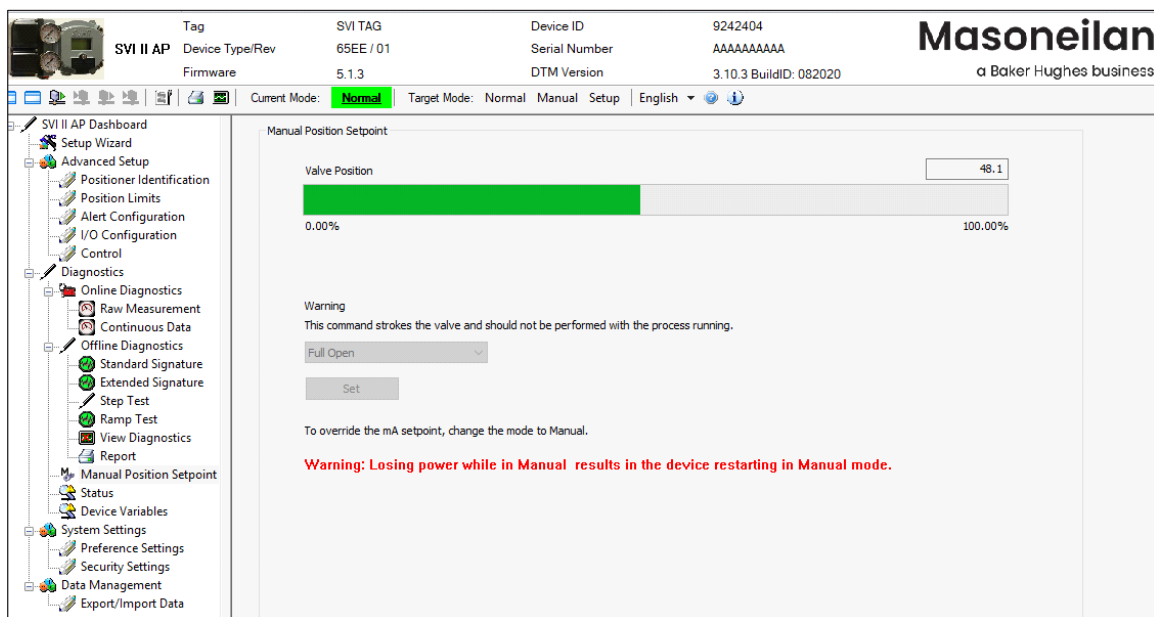 SVI II AP
Tag SVI TAG Device ID 9242404
Device Type/Rev 65EE / 01 Serial Number AAAAAAAAAA
Firmware 5.1.3 DTM Version 3.10.3 BuildID: 082020
Masoneilan
a Baker Hughes business
Current Mode: Normal Target Mode: Normal Manual Setup English
SVI II AP Dashboard
Setup Wizard
Advanced Setup
Positioner Identification
Position Limits
Alert Configuration
I/O Configuration
Control
Diagnostics
Online Diagnostics
Raw Measurement
Continuous Data
Offline Diagnostics
Standard Signature
Extended Signature
Step Test
Ramp Test
View Diagnostics
Report
Manual Position Setpoint
Status
Device Variables
System Settings
Preference Settings
Security Settings
Data Management
Export/Import Data
Manual Position Setpoint
Valve Position 48.1
0.00% 100.00%
Warning
This command strokes the valve and should not be performed with the process running.
Full Open
Set
To override the mA setpoint, change the mode to Manual.
Warning: Losing power while in Manual results in the device restarting in Manual mode.